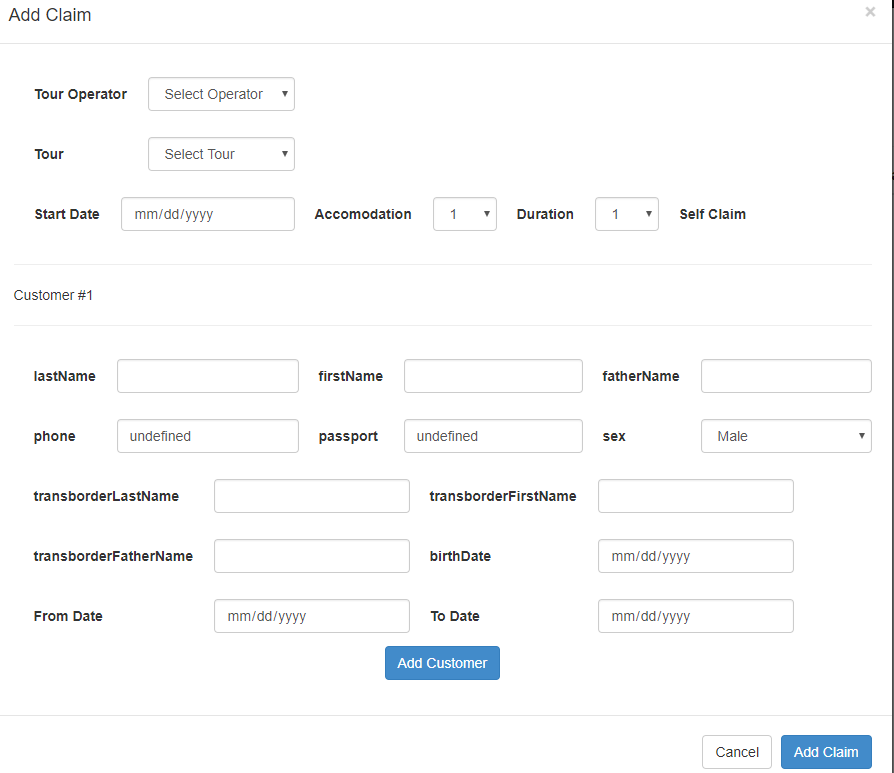 Add Claim ×
Tour Operator Select Operator
Tour Select Tour
Start Date mm/dd/yyyy Accomodation 1 Duration 1 Self Claim
Customer #1
lastName firstName fatherName
phone undefined passport undefined sex Male
transborderLastName transborderFirstName
transborderFatherName birthDate mm/dd/yyyy
From Date mm/dd/yyyy To Date mm/dd/yyyy
Add Customer
Cancel Add Claim